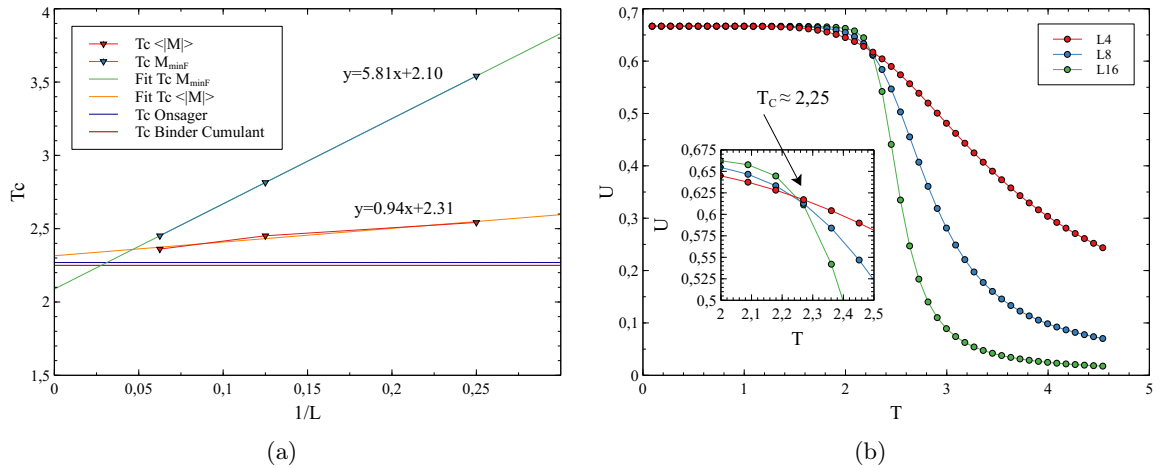 4
3,5
3
2,5
2
1,5
Tc
0
0,05
0,1
0,15
0,2
0,25
1/L
Tc <|M|>
Tc M_minF
Fit Tc M_minF
Fit Tc <|M|>
Tc Onsager
Tc Binder Cumulant
y=5.81x+2.10
y=0.94x+2.31
(a)
0,7
0,6
0,5
0,4
0,3
0,2
0,1
0
U
0
1
2
3
4
5
T
L4
L8
L16
T_C ≈ 2,25
0,675
0,65
0,625
0,6
0,575
0,55
0,525
0,5
U
2
2,1
2,2
2,3
2,4
2,5
T
(b)